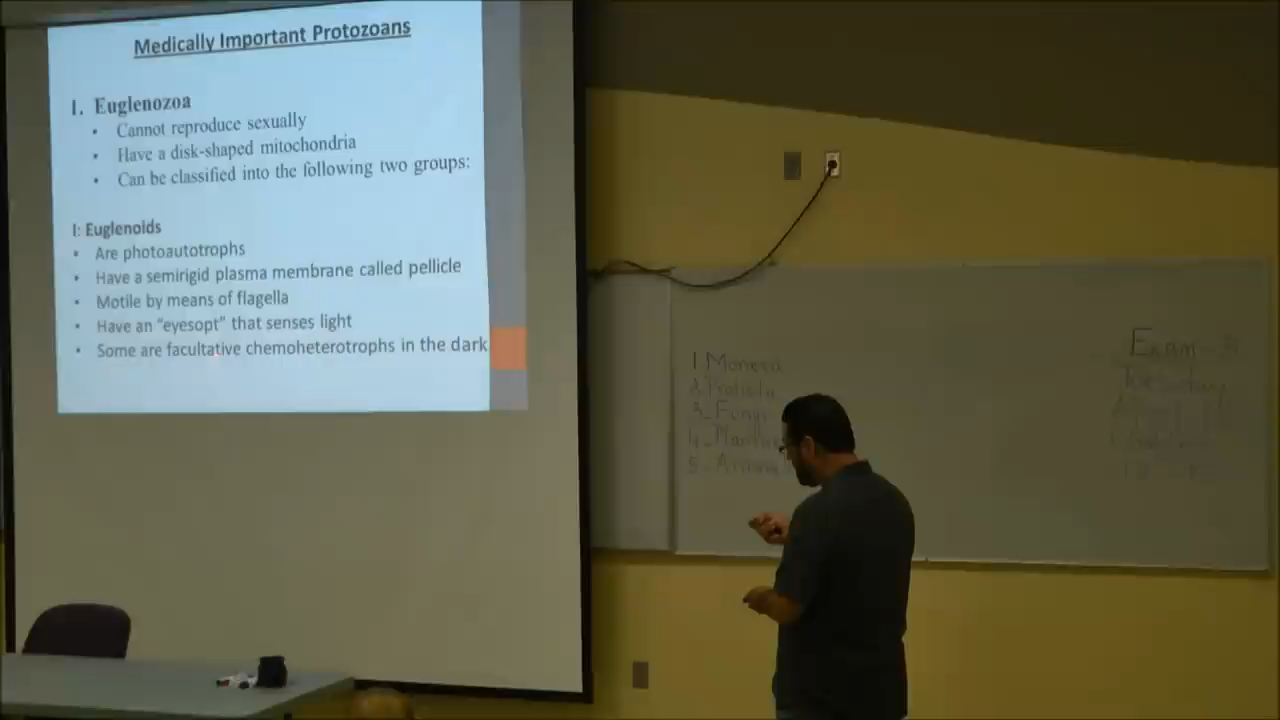 Medically Important Protozoans
I. Euglenozoa
• Cannot reproduce sexually
• Have a disk-shaped mitochondria
• Can be classified into the following two groups:
I: Euglenoids
• Are photoautotrophs
• Have a semirigid plasma membrane called pellicle
• Motile by means of flagella
• Have an “eyesopt” that senses light
• Some are facultative chemoheterotrophs in the dark
1. Monera
2. Protista
3- Fungi
4-
5-
Exam